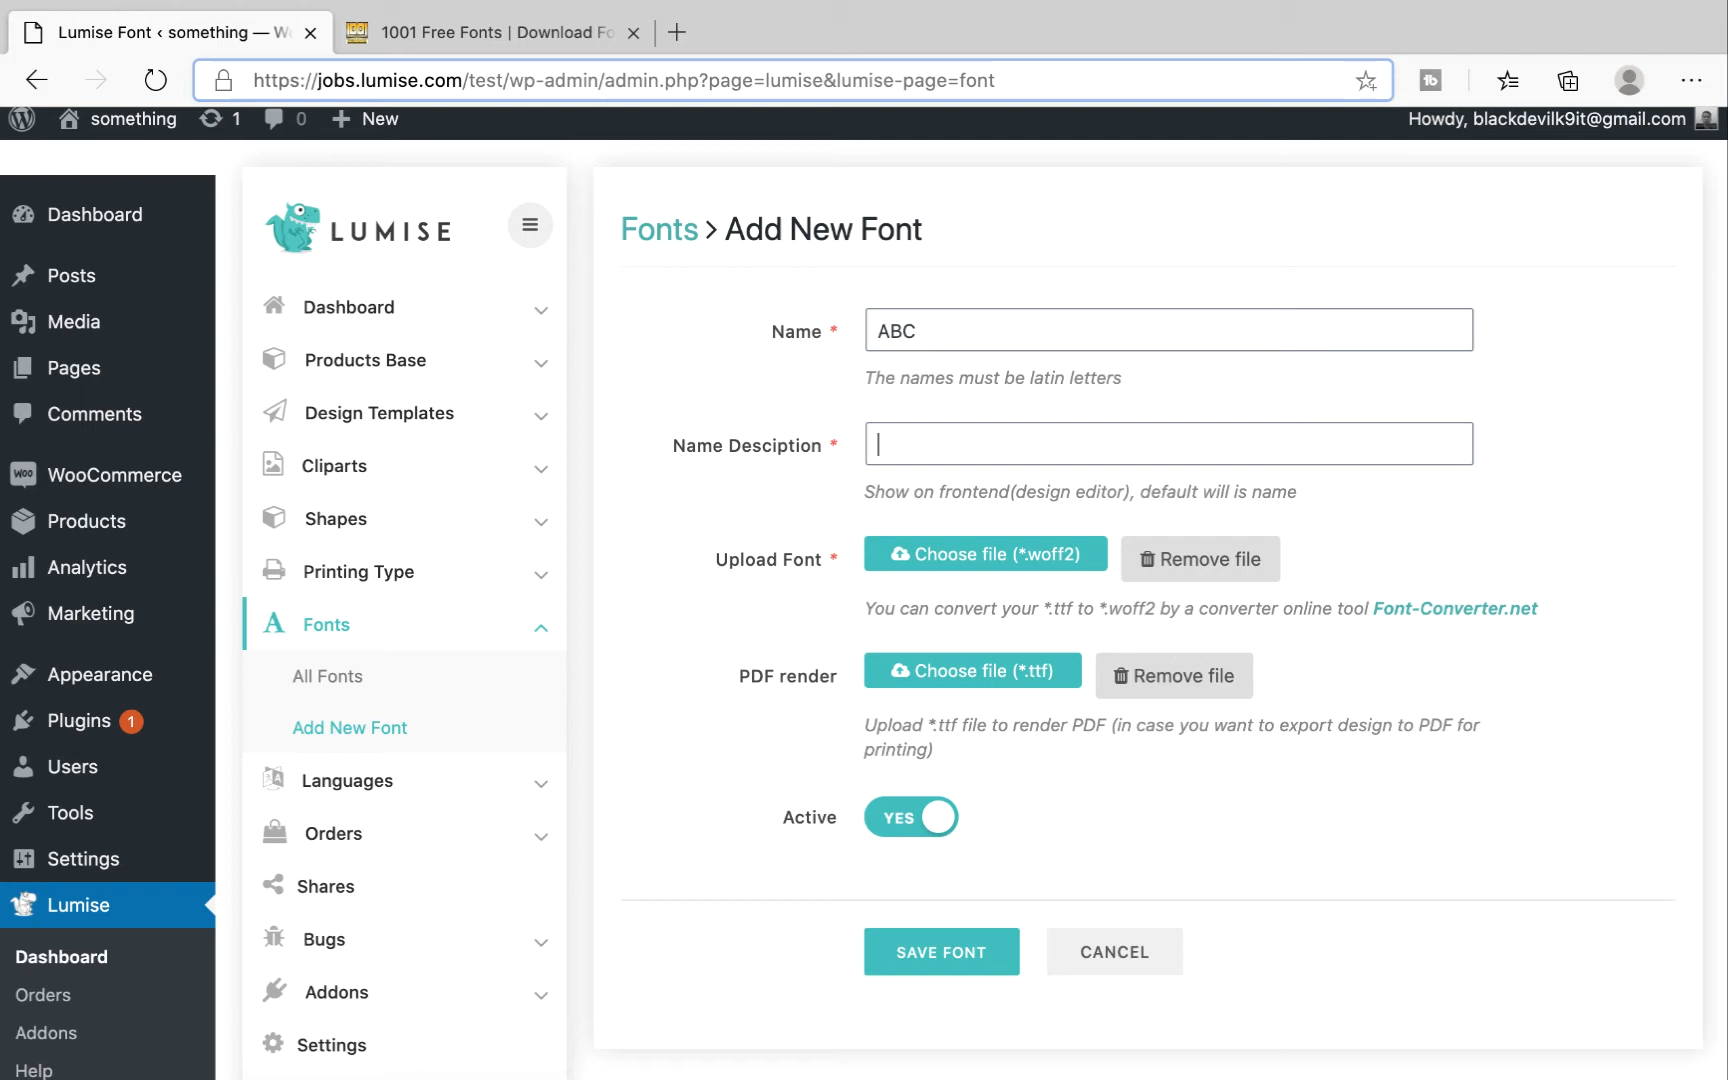 Lumise Font ‹ something — W
1001 Free Fonts | Download Fo
https://jobs.lumise.com/test/wp-admin/admin.php?page=lumise&lumise-page=font
something
1
0
New
Howdy, blackdevilk9it@gmail.com
Dashboard
Posts
Media
Pages
Comments
WooCommerce
Products
Analytics
Marketing
Appearance
Plugins 1
Users
Tools
Settings
Lumise
Dashboard
Orders
Addons
Help
LUMISE
Dashboard
Products Base
Design Templates
Cliparts
Shapes
Printing Type
Fonts
All Fonts
Add New Font
Languages
Orders
Shares
Bugs
Addons
Settings
Fonts > Add New Font
Name *
ABC
The names must be latin letters
Name Desciption *
Show on frontend(design editor), default will is name
Upload Font *
Choose file (*.woff2)
Remove file
You can convert your *.ttf to *.woff2 by a converter online tool Font-Converter.net
PDF render
Choose file (*.ttf)
Remove file
Upload *.ttf file to render PDF (in case you want to export design to PDF for
printing)
Active
YES
SAVE FONT
CANCEL